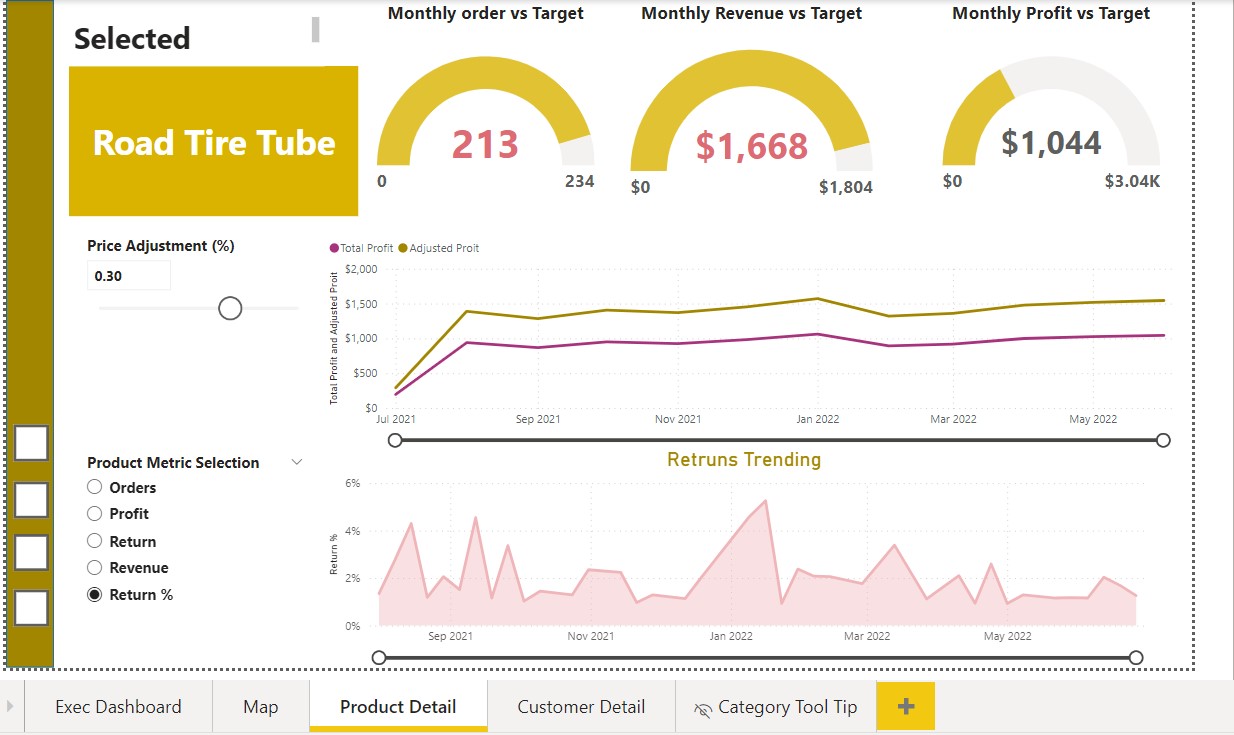 Selected
Road Tire Tube
Monthly order vs Target
213
0
234
Monthly Revenue vs Target
$1,668
$0
$1,804
Monthly Profit vs Target
$1,044
$0
$3.04K
Price Adjustment (%)
0.30
Total Profit
Adjusted Proit
Total Profit and Adjusted Proit
$2,000
$1,500
$1,000
$500
$0
Jul 2021
Sep 2021
Nov 2021
Jan 2022
Mar 2022
May 2022
Product Metric Selection
Orders
Profit
Return
Revenue
Return %
Retruns Trending
Return %
6%
4%
2%
0%
Sep 2021
Nov 2021
Jan 2022
Mar 2022
May 2022
Exec Dashboard
Map
Product Detail
Customer Detail
Category Tool Tip
+